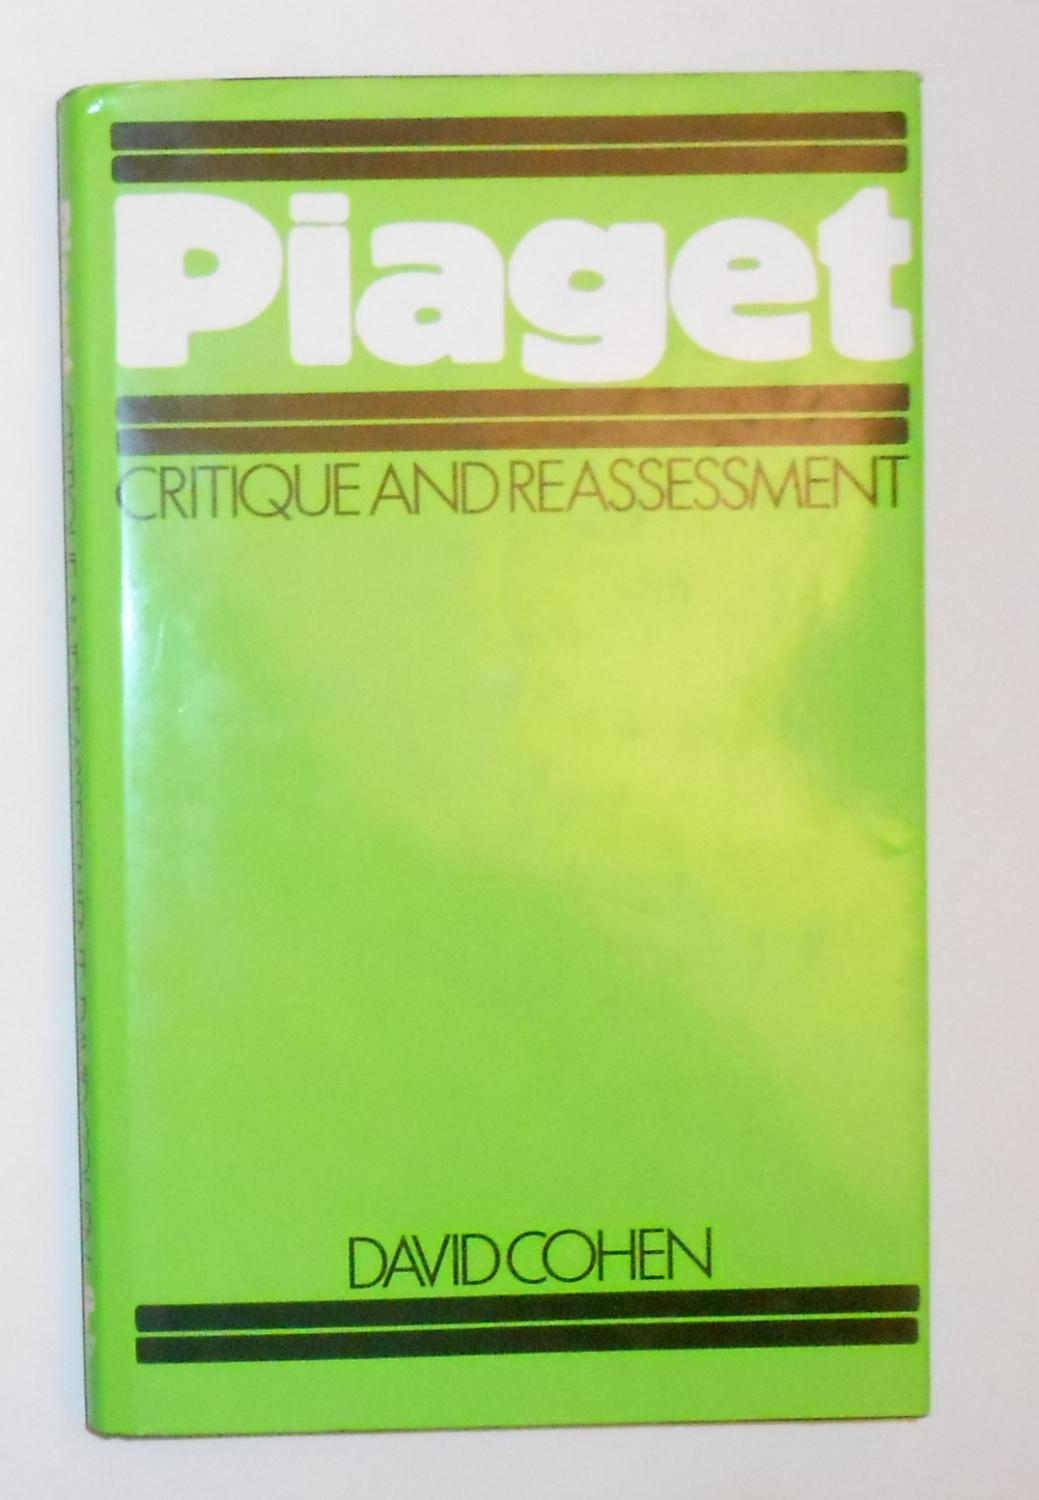 Piaget
CRITIQUE AND REASSESSMENT
DAVID COHEN